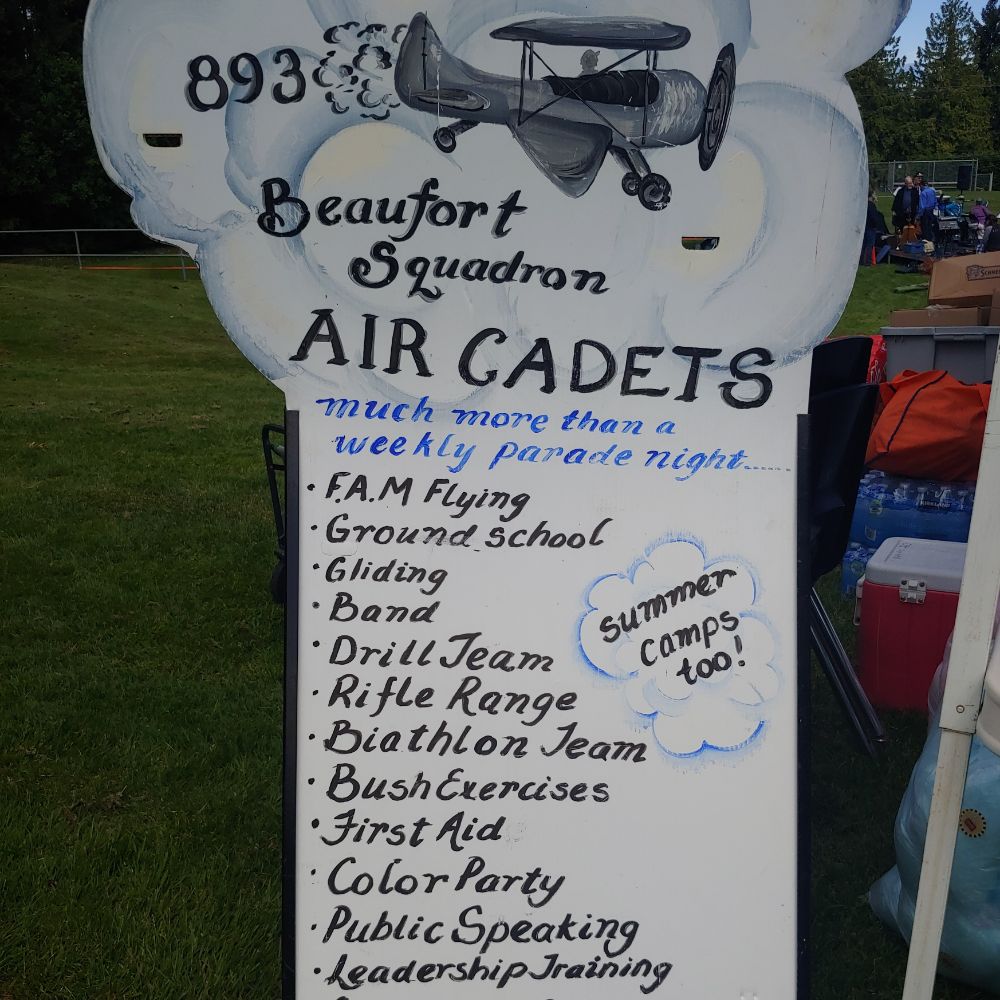 893
Beaufort
Squadron
AIR CADETS
much more than a
weekly parade night......
· F.A.M Flying
· Ground school
· Gliding
· Band
· Drill Team
· Rifle Range
· Biathlon Team
· Bush Exercises
· First Aid
· Color Party
· Public Speaking
· Leadership Training
summer
camps
too!
KIRKLAND